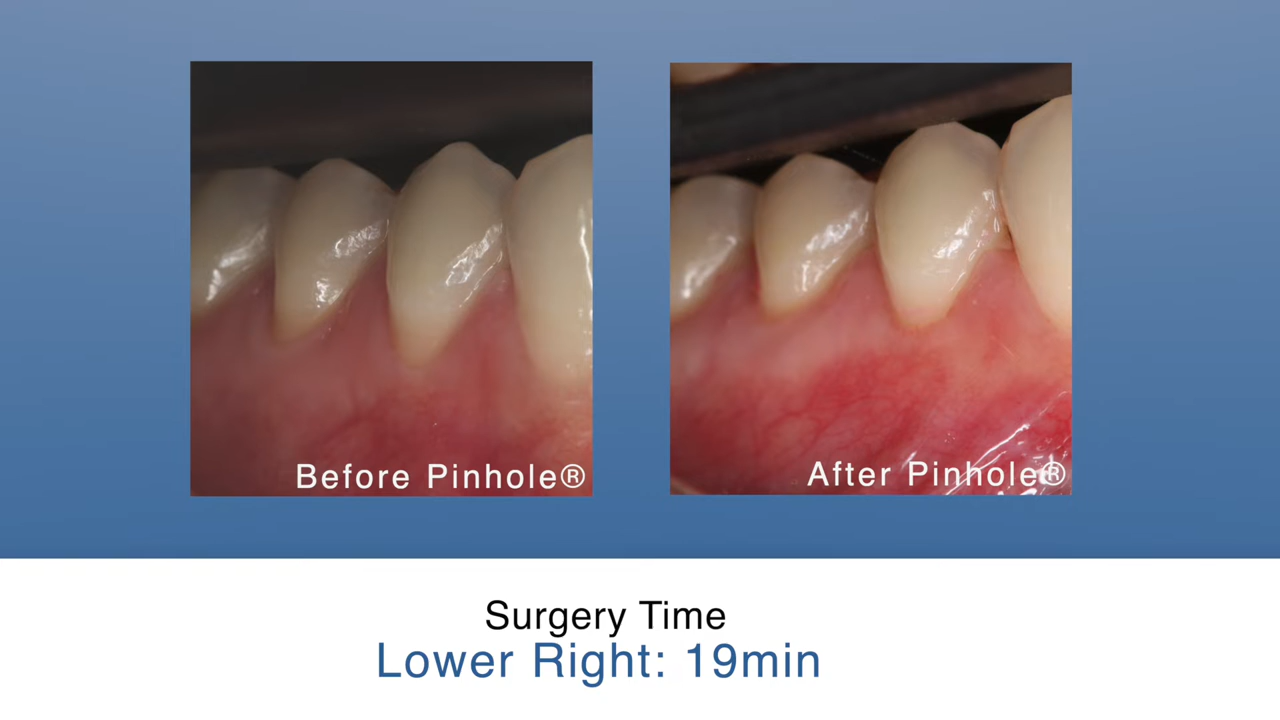 Before Pinhole®
After Pinhole®
Surgery Time
Lower Right: 19min